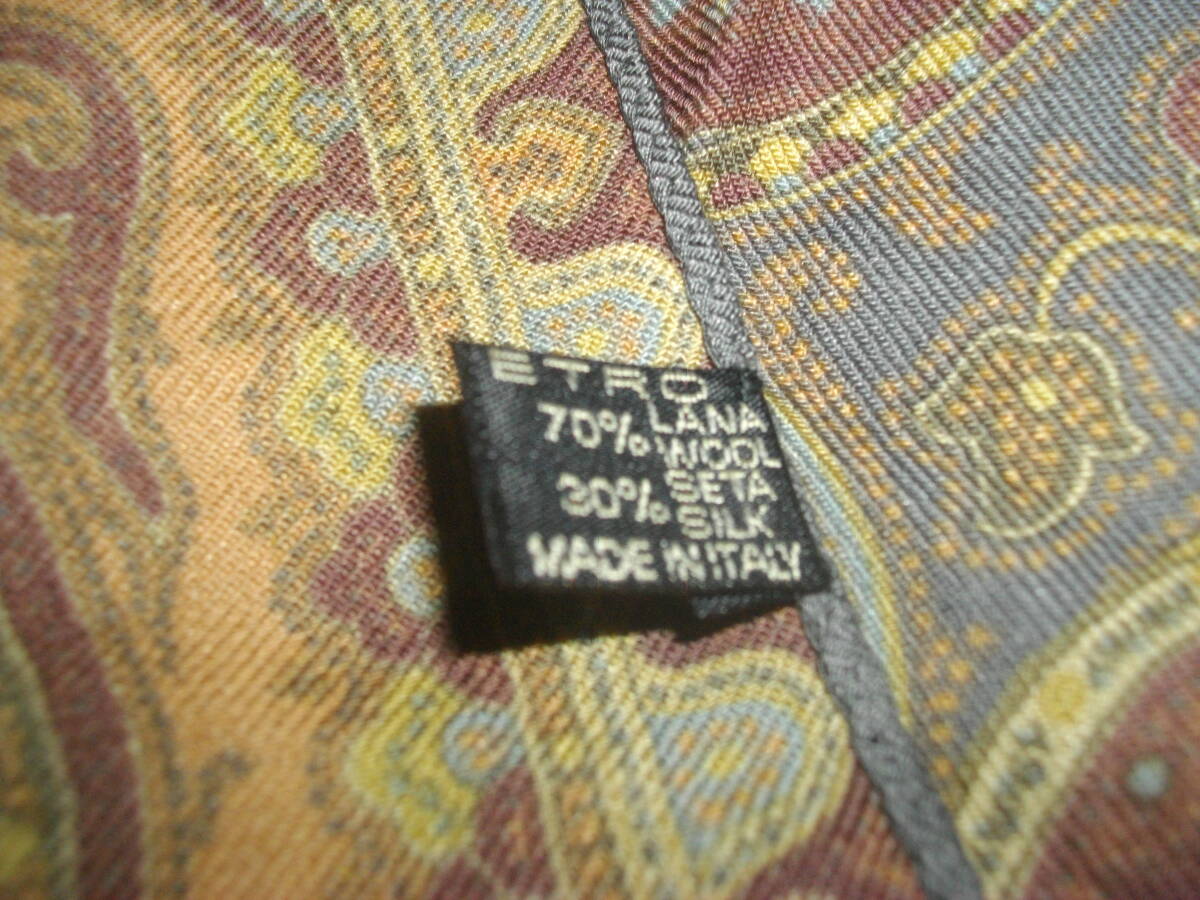 ETRO
70% LANA
WOOL
30% SETA
SILK
MADE IN ITALY